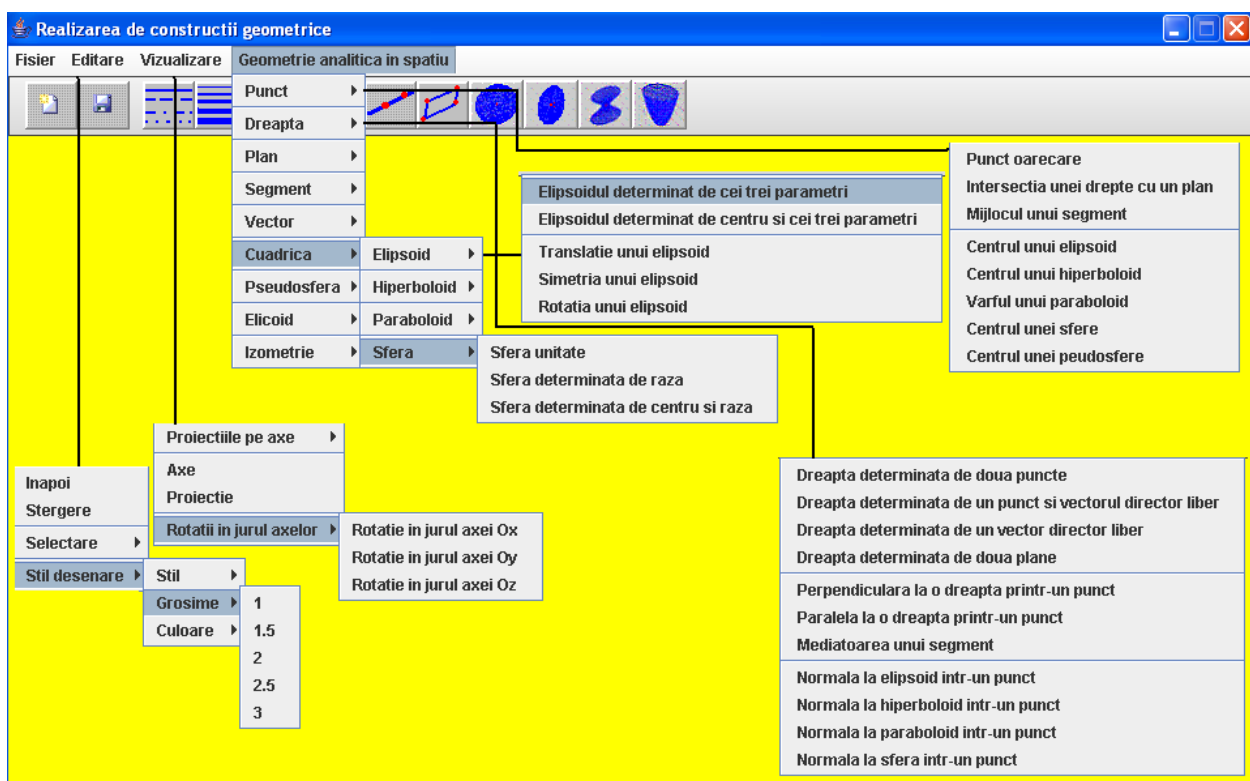 Realizarea de constructii geometrice
Fisier Editare Vizualizare Geometrie analitica in spatiu
Punct
Dreapta
Plan
Segment
Vector
Cuadrica
Pseudosfera
Elicoid
Izometrie
Elipsoid
Hiperboloid
Paraboloid
Sfera
Elipsoidul determinat de cei trei parametri
Elipsoidul determinat de centru si cei trei parametri
Translatie unui elipsoid
Simetria unui elipsoid
Rotatia unui elipsoid
Sfera unitate
Sfera determinata de raza
Sfera determinata de centru si raza
Punct oarecare
Intersectia unei drepte cu un plan
Mijlocul unui segment
Centrul unui elipsoid
Centrul unui hiperboloid
Varful unui paraboloid
Centrul unei sfere
Centrul unei peudosfere
Inapoi
Stergere
Selectare
Stil desenare
Stil
Grosime
Culoare
1
1.5
2
2.5
3
Proiectiile pe axe
Axe
Proiectie
Rotatii in jurul axelor
Rotatie in jurul axei Ox
Rotatie in jurul axei Oy
Rotatie in jurul axei Oz
Dreapta determinata de doua puncte
Dreapta determinata de un punct si vectorul director liber
Dreapta determinata de un vector director liber
Dreapta determinata de doua plane
Perpendiculara la o dreapta printr-un punct
Paralela la o dreapta printr-un punct
Mediatoarea unui segment
Normala la elipsoid intr-un punct
Normala la hiperboloid intr-un punct
Normala la paraboloid intr-un punct
Normala la sfera intr-un punct